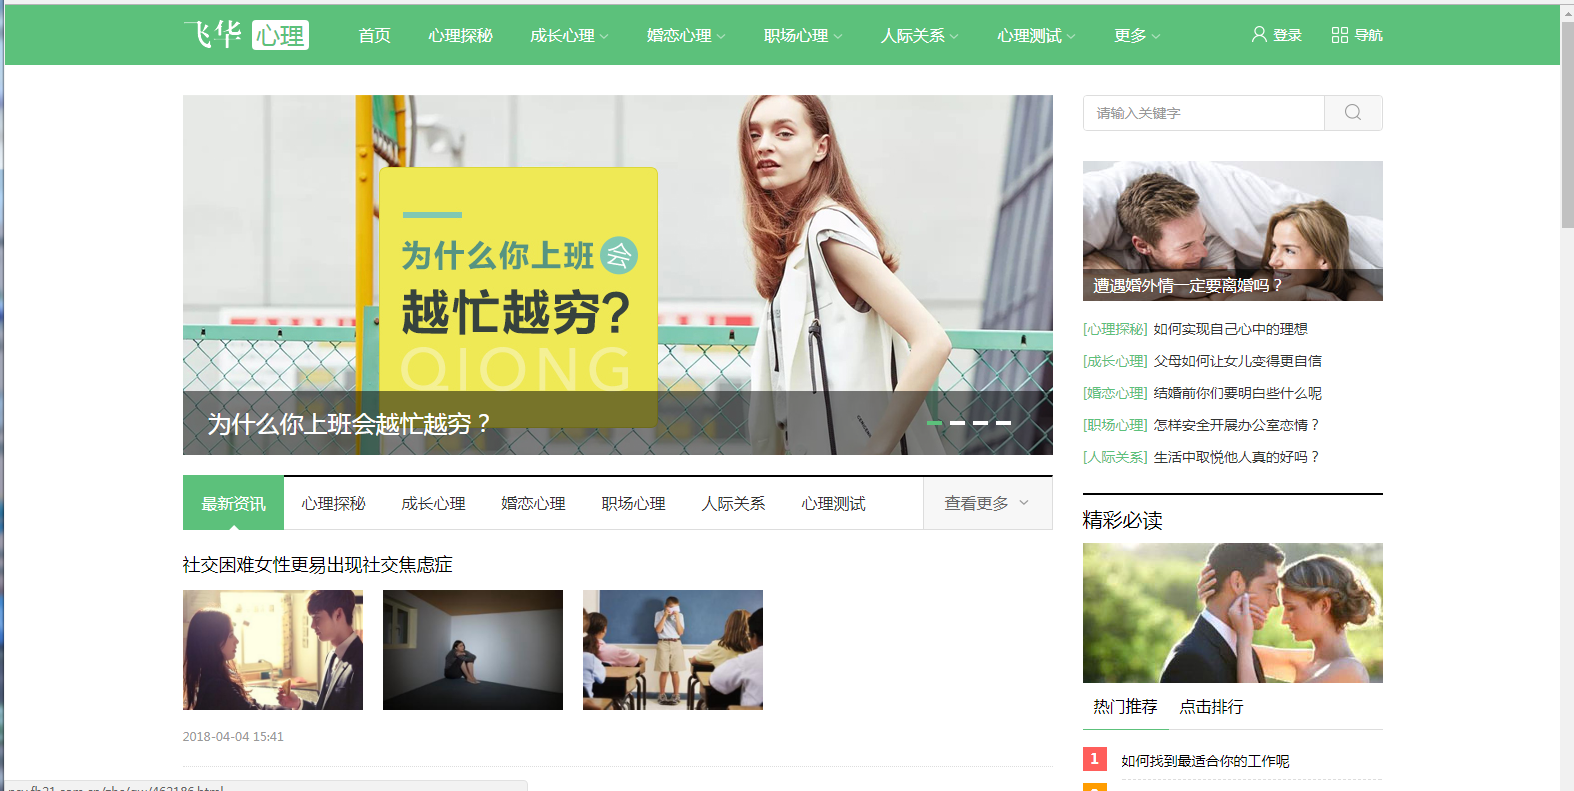 飞华 心理
首页 心理探秘 成长心理 婚恋心理 职场心理 人际关系 心理测试 更多 登录 导航
请输入关键字
为什么你上班会
越忙越穷?
QIONG
为什么你上班会越忙越穷？
遭遇婚外情一定要离婚吗？
[心理探秘] 如何实现自己心中的理想
[成长心理] 父母如何让女儿变得更自信
[婚恋心理] 结婚前你们要明白些什么呢
[职场心理] 怎样安全开展办公室恋情？
[人际关系] 生活中取悦他人真的好吗？
最新资讯 心理探秘 成长心理 婚恋心理 职场心理 人际关系 心理测试 查看更多
社交困难女性更易出现社交焦虑症
2018-04-04 15:41
精彩必读
热门推荐 点击排行
1 如何找到最适合你的工作呢